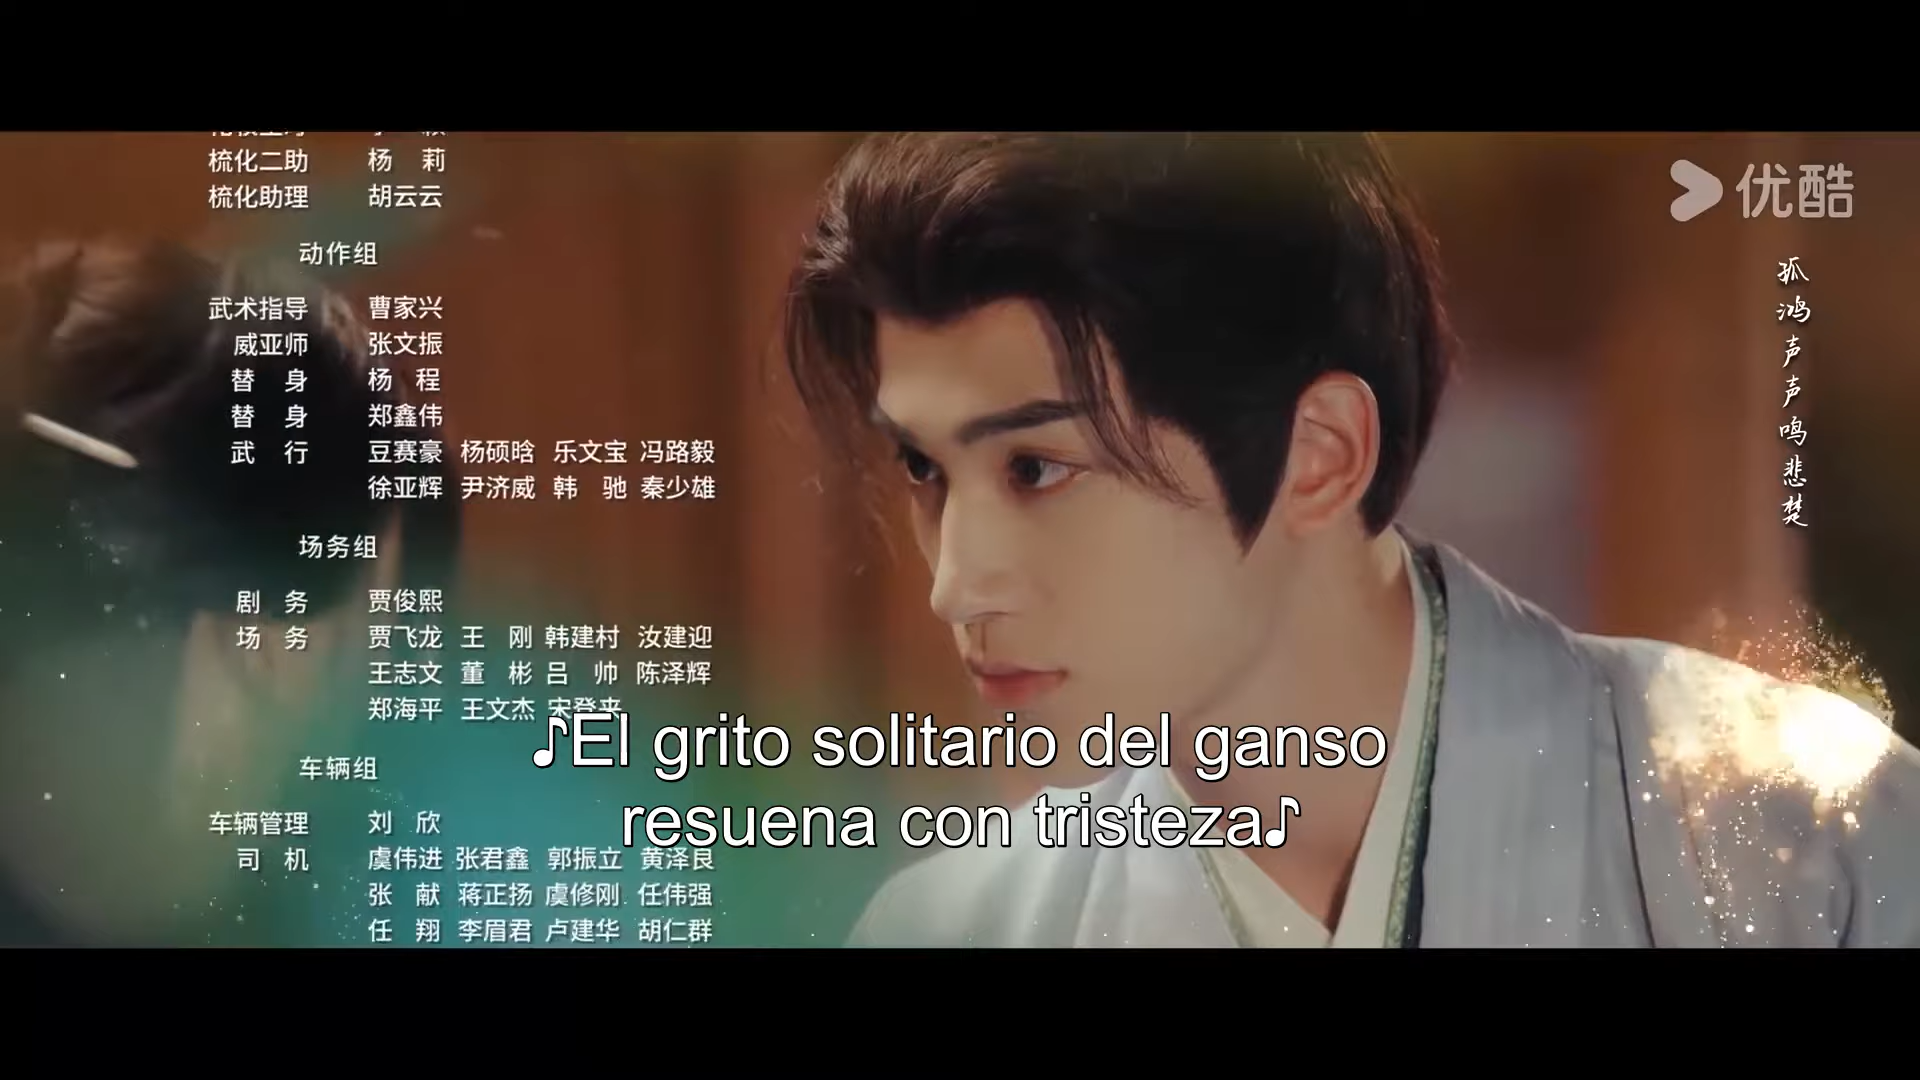 梳化二助 杨 莉
梳化助理 胡云云
动作组
武术指导 曹家兴
威亚师 张文振
替 身 杨 程
替 身 郑鑫伟
武 行 豆赛豪 杨硕晗 乐文宝 冯路毅
徐亚辉 尹济威 韩 驰 秦少雄
场务组
剧 务 贾俊熙
场 务 贾飞龙 王 刚 韩建村 汝建迎
王志文 董 彬 吕 帅 陈泽辉
郑海平 王文杰 宋登来
车辆组
车辆管理 刘 欣
司 机 虞伟进 张君鑫 郭振立 黄泽良
张 献 蒋正扬 虞修刚 任伟强
任 翔 李眉君 卢建华 胡仁群
优酷
孤鸿声声鸣悲楚
♪El grito solitario del ganso
resuena con tristeza♪